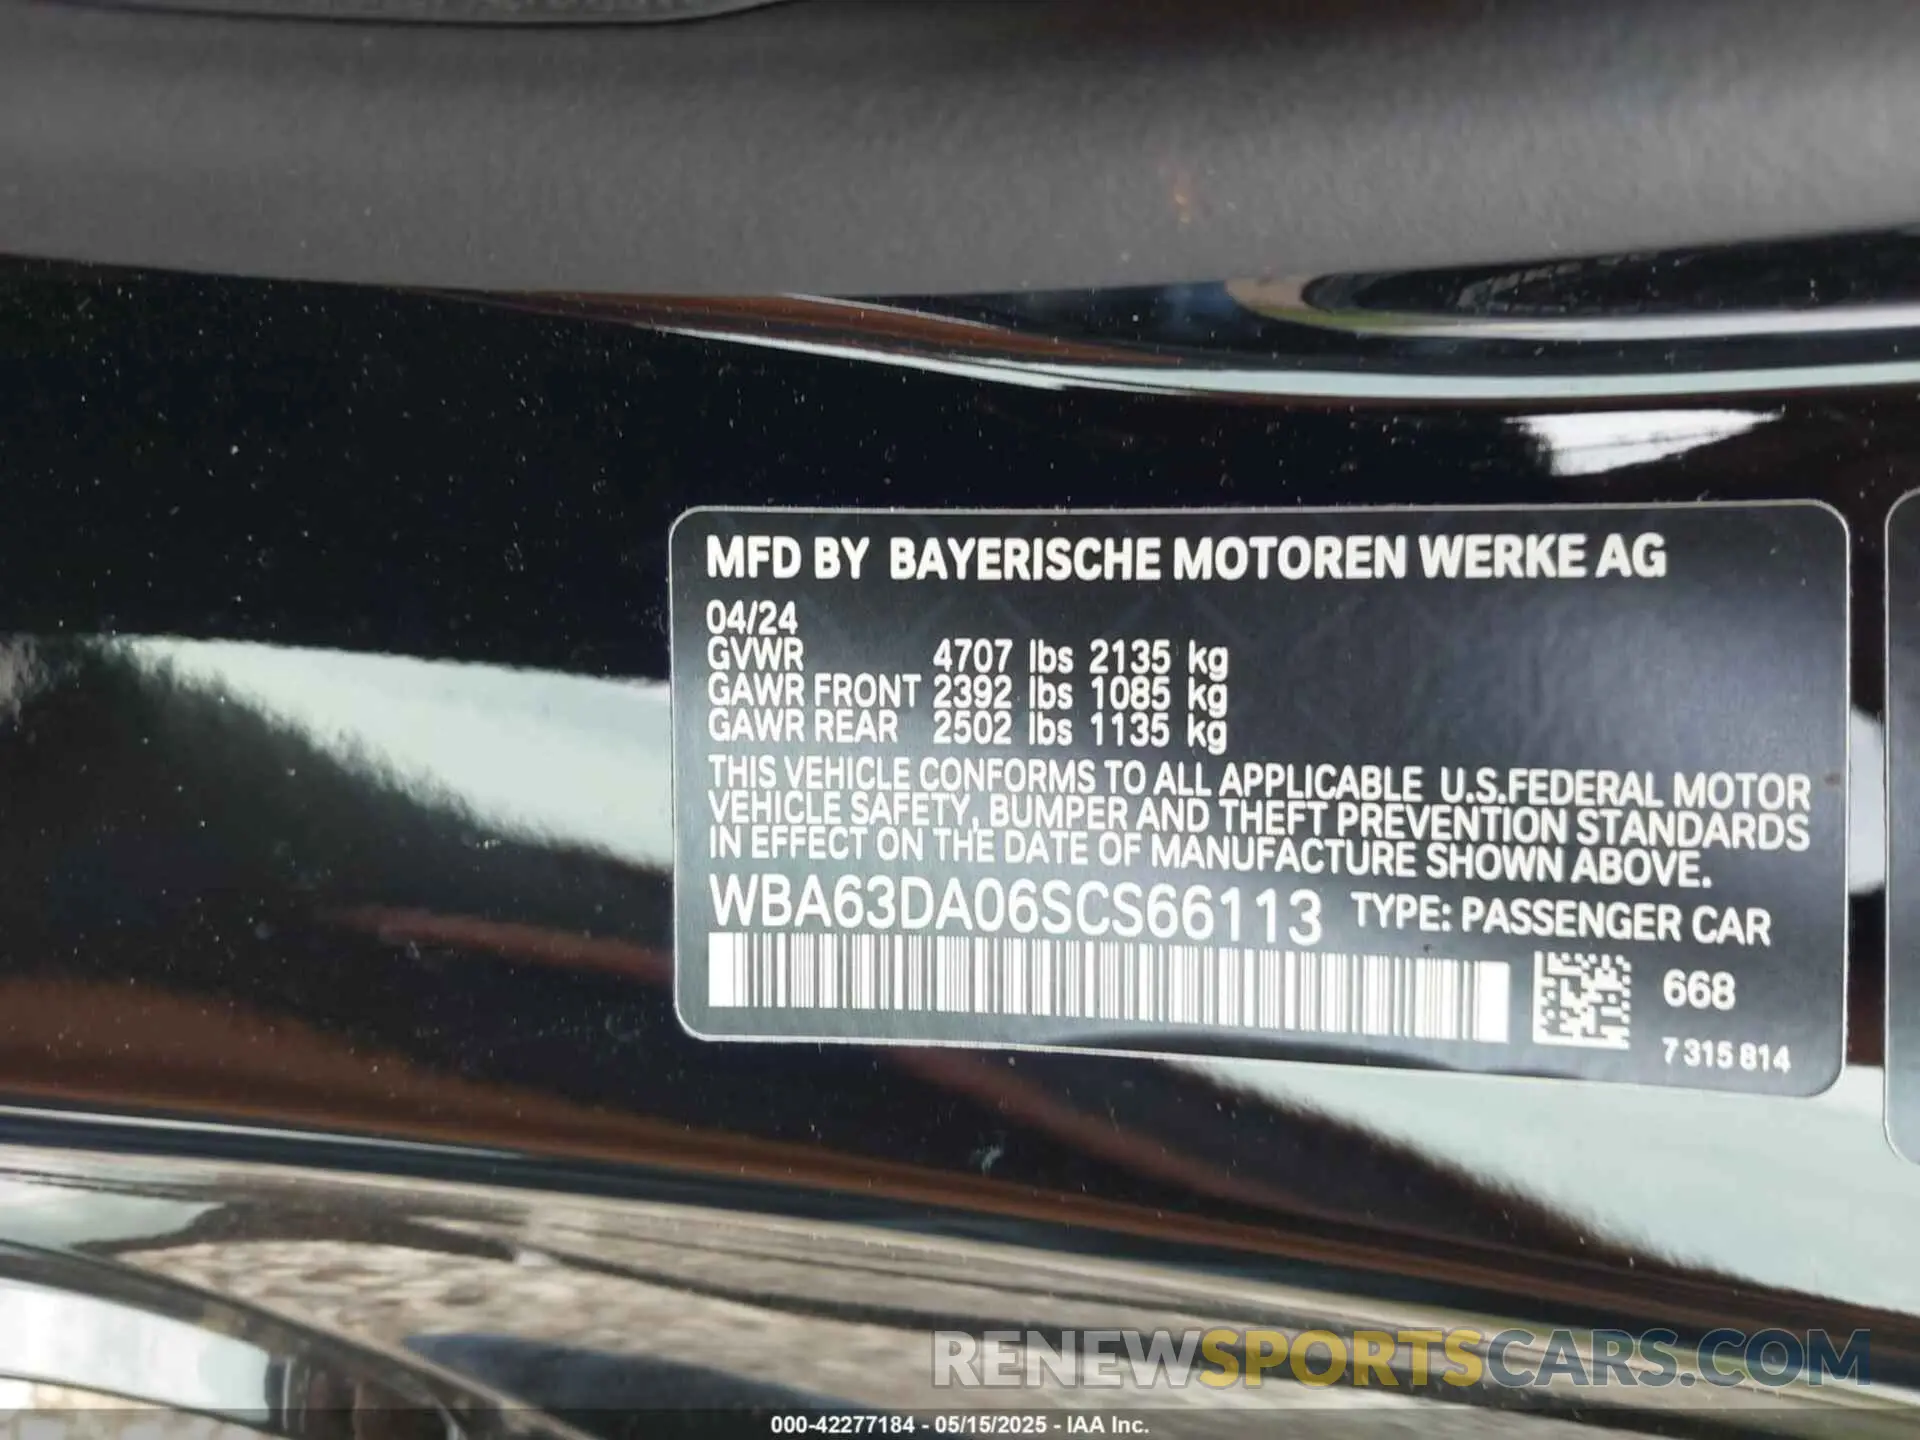 MFD BY BAYERISCHE MOTOREN WERKE AG
04/24
GVWR 4707 lbs 2135 kg
GAWR FRONT 2392 lbs 1085 kg
GAWR REAR 2502 lbs 1135 kg
THIS VEHICLE CONFORMS TO ALL APPLICABLE U.S.FEDERAL MOTOR
VEHICLE SAFETY, BUMPER AND THEFT PREVENTION STANDARDS
IN EFFECT ON THE DATE OF MANUFACTURE SHOWN ABOVE.
WBA63DA06SCS66113 TYPE: PASSENGER CAR
668
7 315 814
RENEWSPORTSCARS.COM
000-42277184 - 05/15/2025 - IAA Inc.